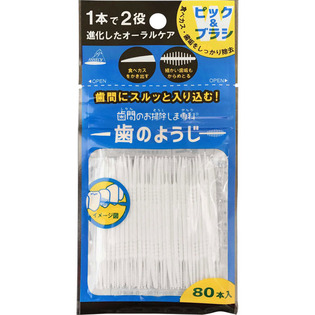 1本で2役
進化したオーラルケア
食べカス・歯垢をしっかり除去
ピック
&
ブラシ
食べカス
をかき出す
細かい歯垢も
からめとる
OPEN
OPEN
歯間にスルッと入り込む!
歯間のお掃除しま専科
歯のようじ
イメージ図
80本入